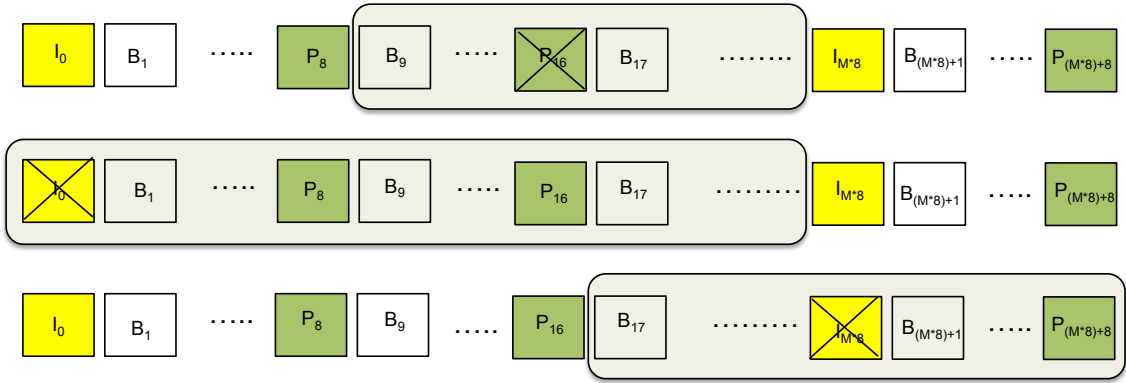 I0 B1 ..... P8 B9 ..... P16 B17 ........ IM*8 B(M*8)+1 ..... P(M*8)+8
I0 B1 ..... P8 B9 ..... P16 B17 ......... IM*8 B(M*8)+1 ..... P(M*8)+8
I0 B1 ..... P8 B9 ..... P16 B17 ......... IM*8 B(M*8)+1 ..... P(M*8)+8